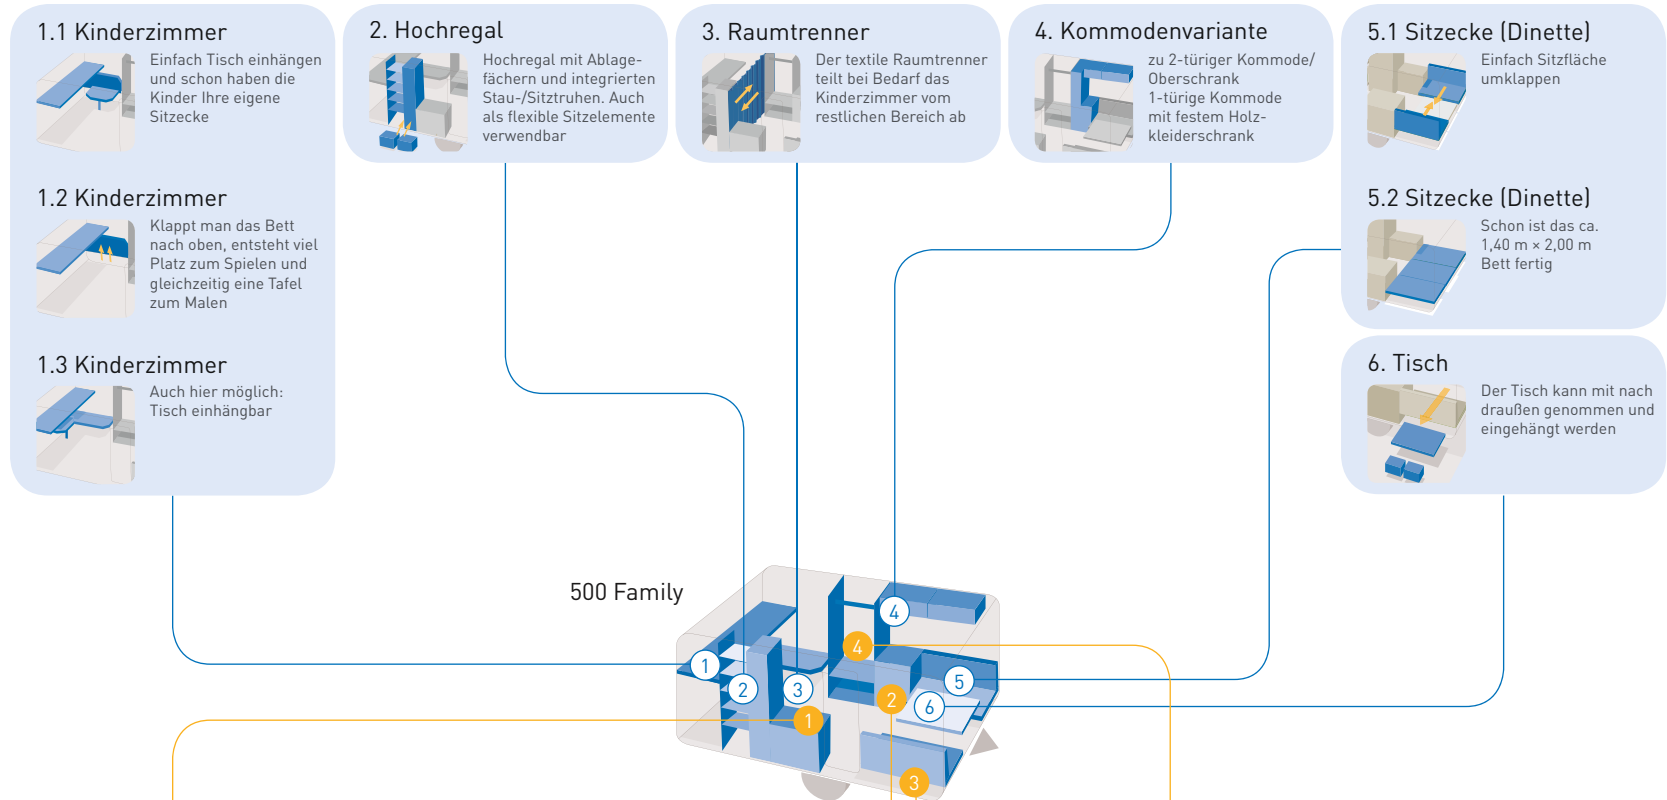 1.1 Kinderzimmer
Einfach Tisch einhängen
und schon haben die
Kinder Ihre eigene
Sitzecke
1.2 Kinderzimmer
Klappt man das Bett
nach oben, entsteht viel
Platz zum Spielen und
gleichzeitig eine Tafel
zum Malen
1.3 Kinderzimmer
Auch hier möglich:
Tisch einhängbar
2. Hochregal
Hochregal mit Ablage-
fächern und integrierten
Stau-/Sitztruhen. Auch
als flexible Sitzelemente
verwendbar
3. Raumtrenner
Der textile Raumtrenner
teilt bei Bedarf das
Kinderzimmer vom
restlichen Bereich ab
4. Kommodenvariante
zu 2-türiger Kommode/
Oberschrank
1-türige Kommode
mit festem Holz-
kleiderschrank
5.1 Sitzecke (Dinette)
Einfach Sitzfläche
umklappen
5.2 Sitzecke (Dinette)
Schon ist das ca.
1,40 m × 2,00 m
Bett fertig
6. Tisch
Der Tisch kann mit nach
draußen genommen und
eingehängt werden
500 Family
4
4
1
2
3
5
2
6
1
3